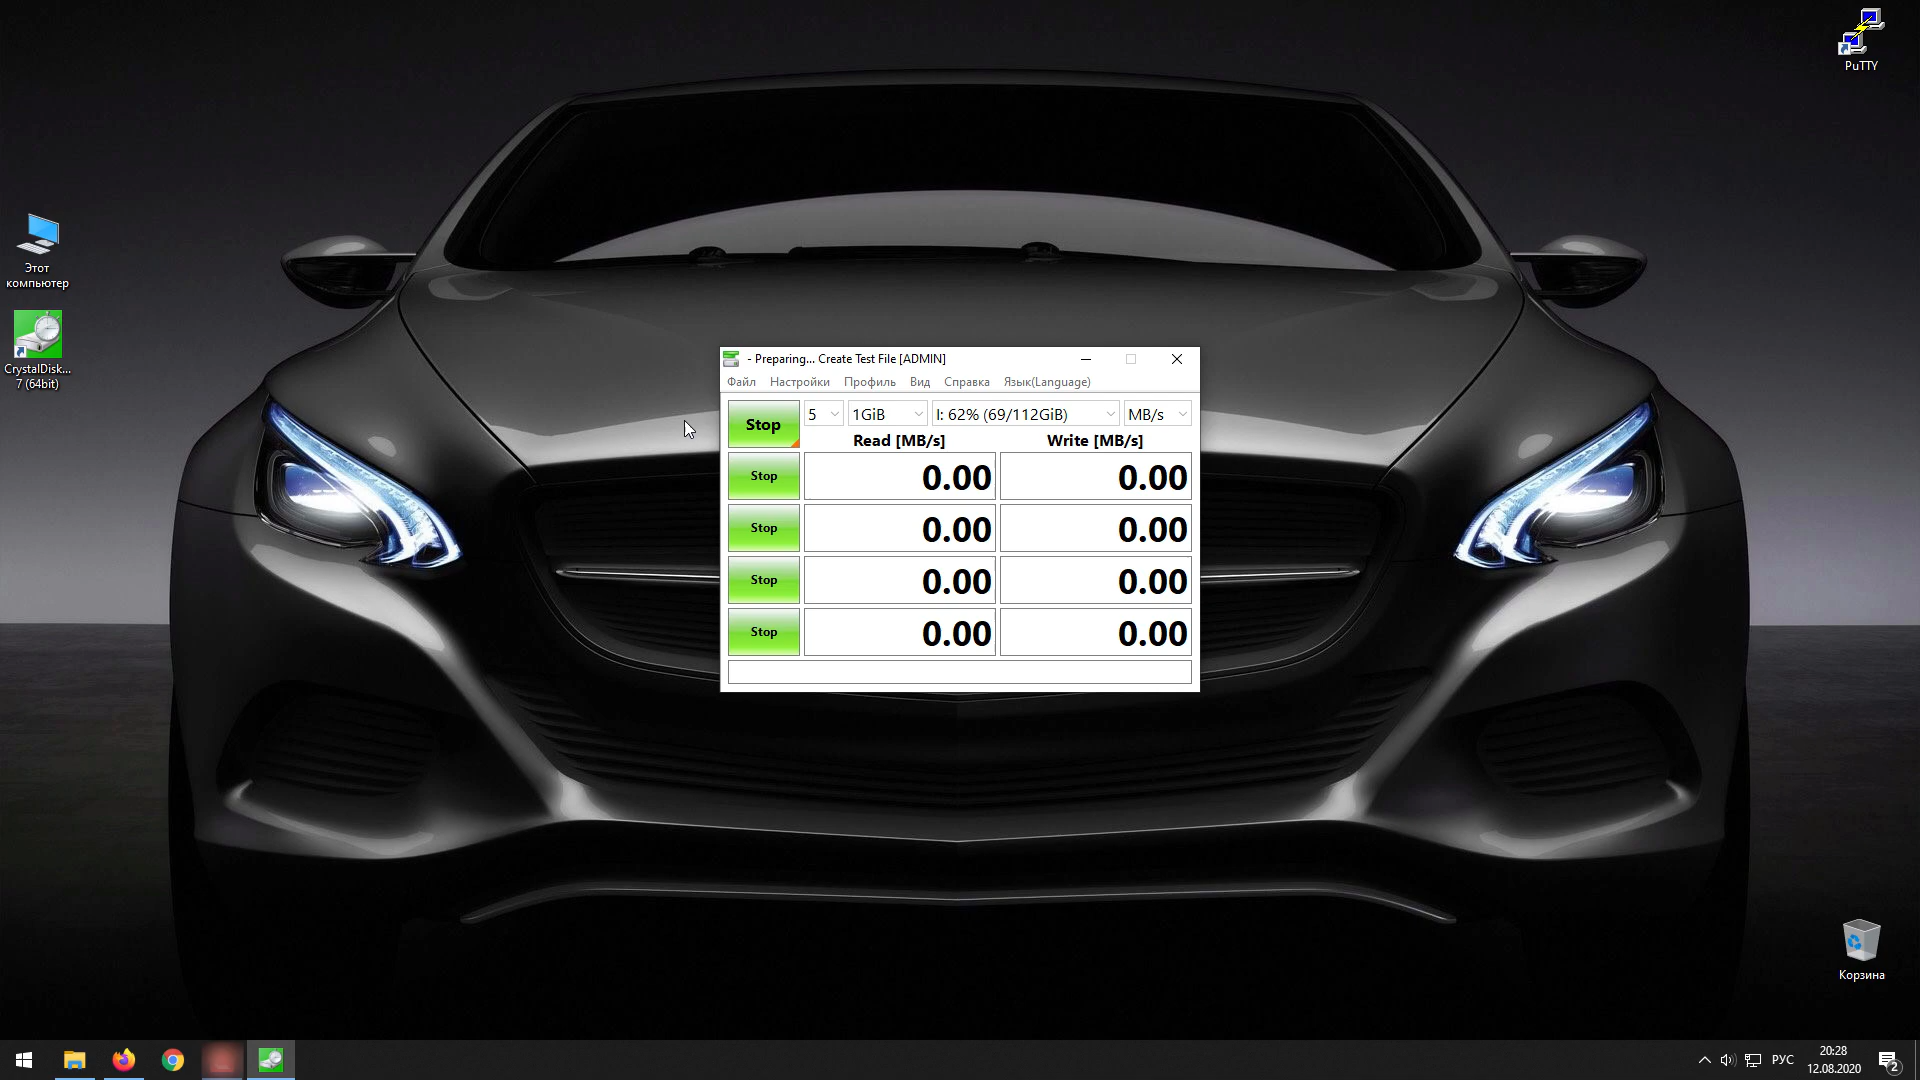 PuTTY
Этот
компьютер
CrystalDisk...
7 (64bit)
- Preparing... Create Test File [ADMIN]
Файл Настройки Профиль Вид Справка Язык(Language)
Stop 5 1GiB I: 62% (69/112GiB) MB/s
Read [MB/s] Write [MB/s]
Stop 0.00 0.00
Stop 0.00 0.00
Stop 0.00 0.00
Stop 0.00 0.00
Корзина
РУС
20:28
12.08.2020
2